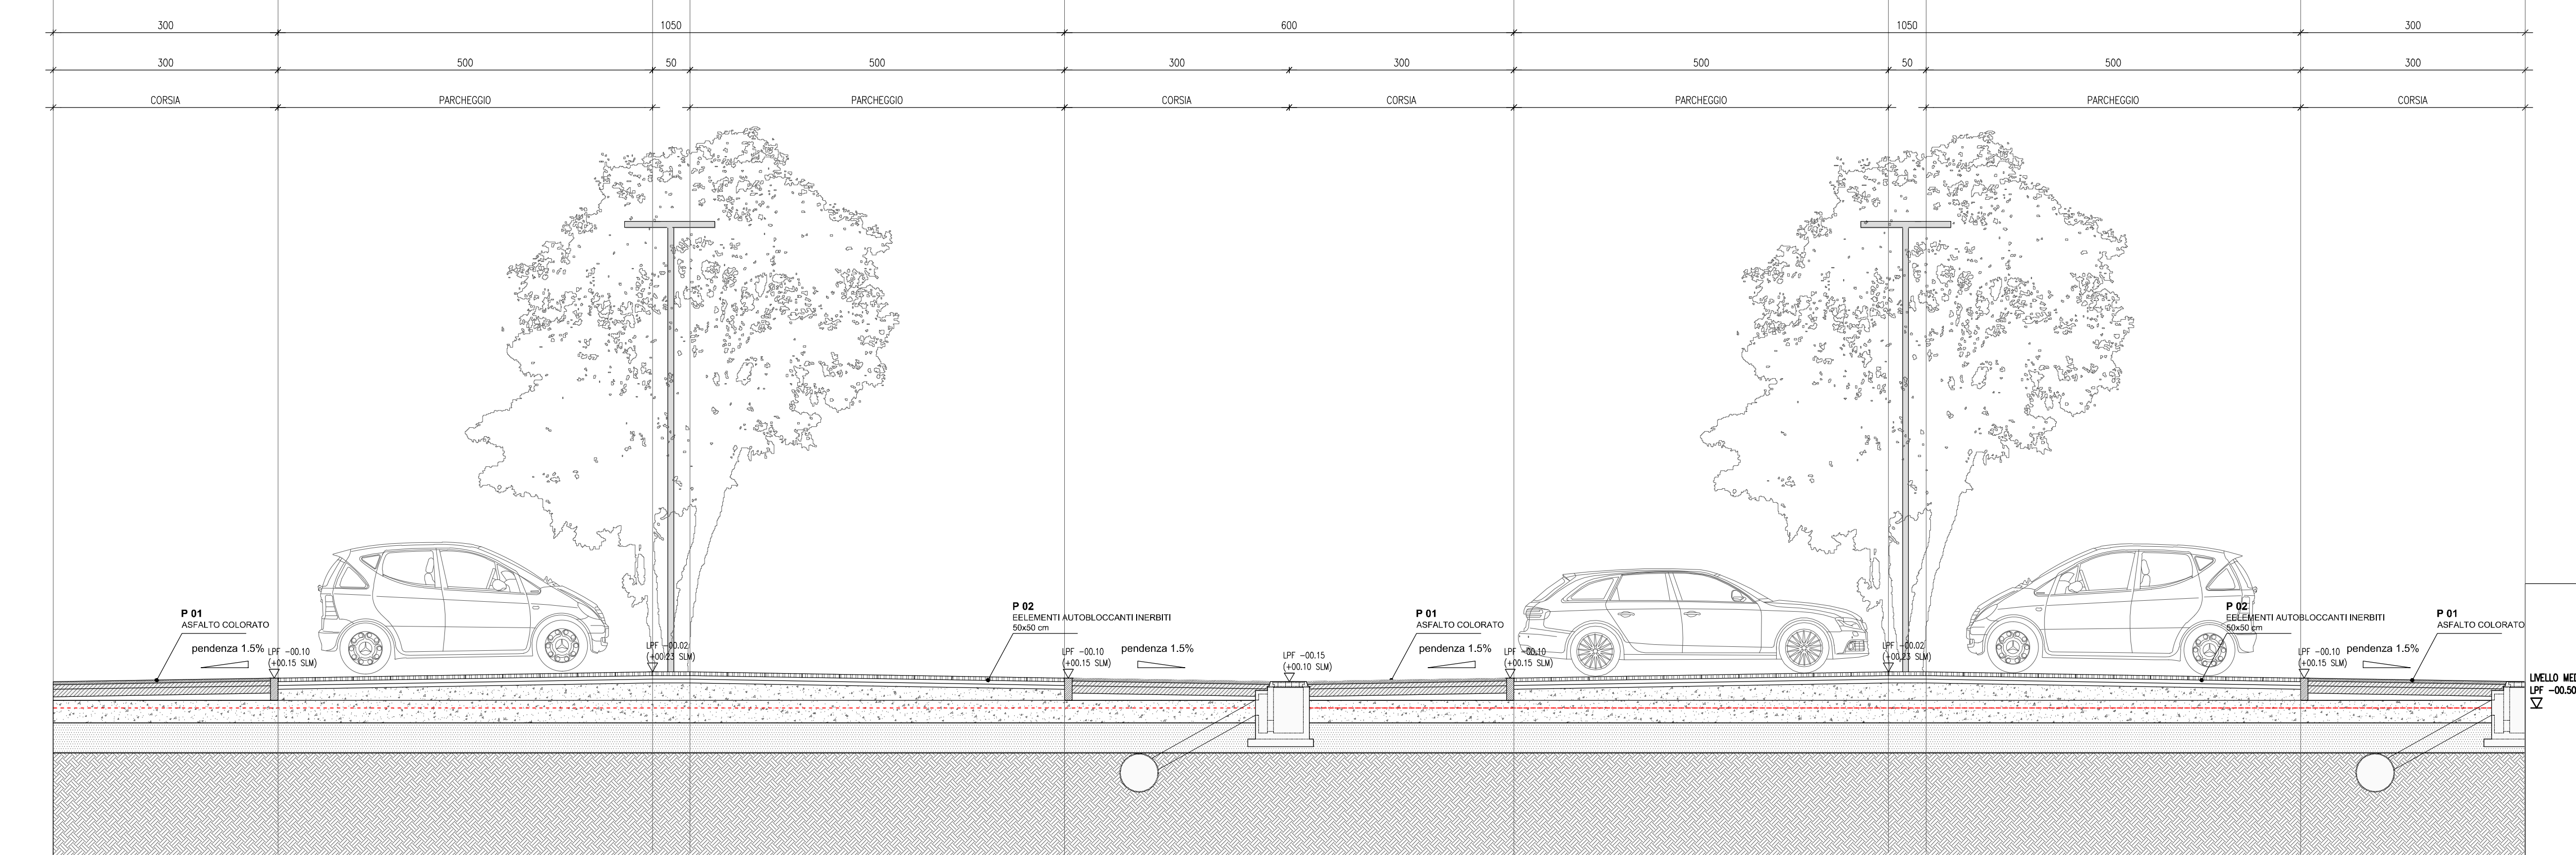 300 1050 600 1050 300
300 500 50 500 300 300 500 50 500 300
CORSIA PARCHEGGIO PARCHEGGIO CORSIA CORSIA PARCHEGGIO PARCHEGGIO CORSIA
P 01
ASFALTO COLORATO
pendenza 1.5%
LPF -00.10
(+00.15 SLM)
LPF -00.02
(+00.23 SLM)
P 02
EELEMENTI AUTOBLOCCANTI INERBITI
50x50 cm
LPF -00.10
(+00.15 SLM)
pendenza 1.5%
LPF -00.15
(+00.10 SLM)
P 01
ASFALTO COLORATO
pendenza 1.5%
LPF -00.10
(+00.15 SLM)
LPF -00.02
(+00.23 SLM)
P 02
EELEMENTI AUTOBLOCCANTI INERBITI
50x50 cm
LPF -00.10
(+00.15 SLM)
pendenza 1.5%
P 01
ASFALTO COLORATO
LIVELLO MED
LPF -00.50